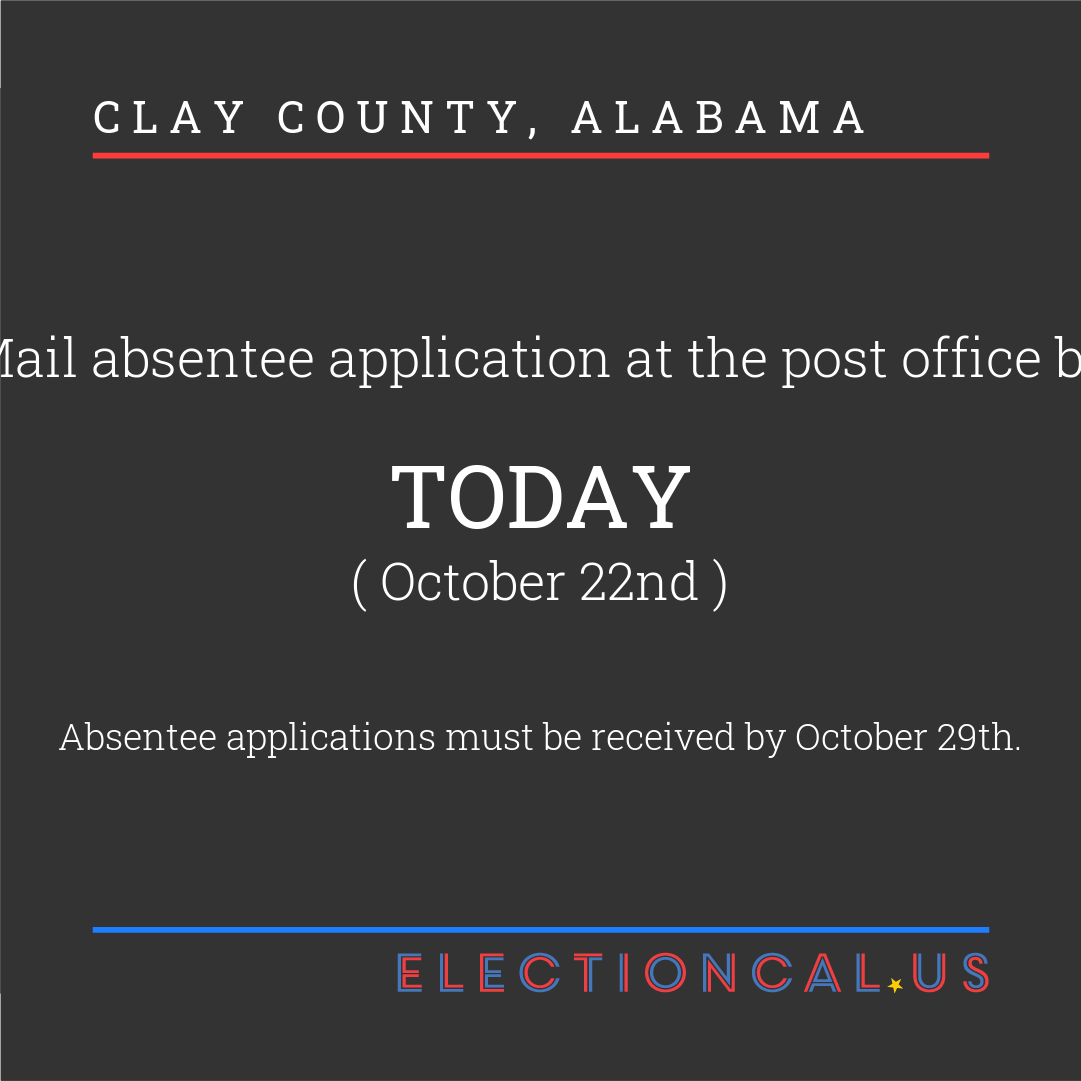 CLAY COUNTY, ALABAMA
Mail absentee application at the post office b
TODAY
( October 22nd )
Absentee applications must be received by October 29th.
ELECTIONCAL.US